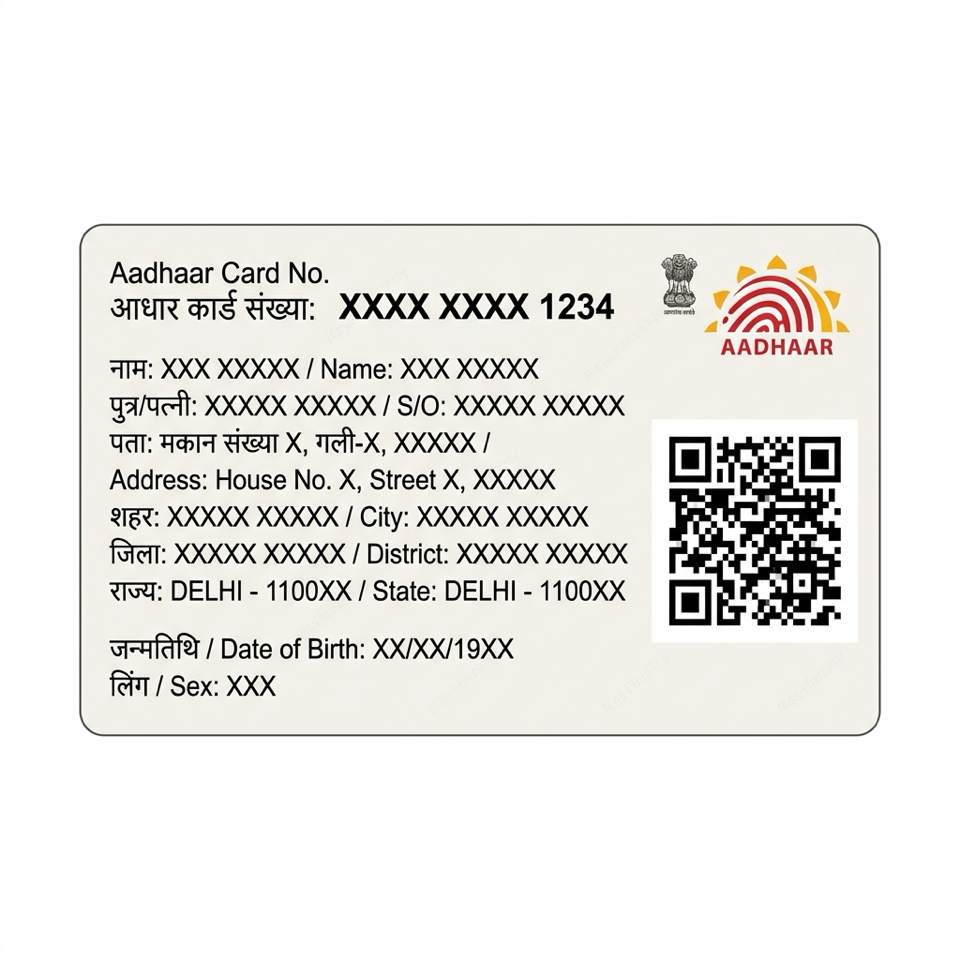 Aadhaar Card No.
आधार कार्ड संख्या: XXXX XXXX 1234
AADHAAR
नाम: XXX XXXXX / Name: XXX XXXXX
पुत्र/पत्नी: XXXXX XXXXX / S/O: XXXXX XXXXX
पता: मकान संख्या X, गली-X, XXXXX /
Address: House No. X, Street X, XXXXX
शहर: XXXXX XXXXX / City: XXXXX XXXXX
जिला: XXXXX XXXXX / District: XXXXX XXXXX
राज्य: DELHI - 1100XX / State: DELHI - 1100XX
जन्मतिथि / Date of Birth: XX/XX/19XX
लिंग / Sex: XXX